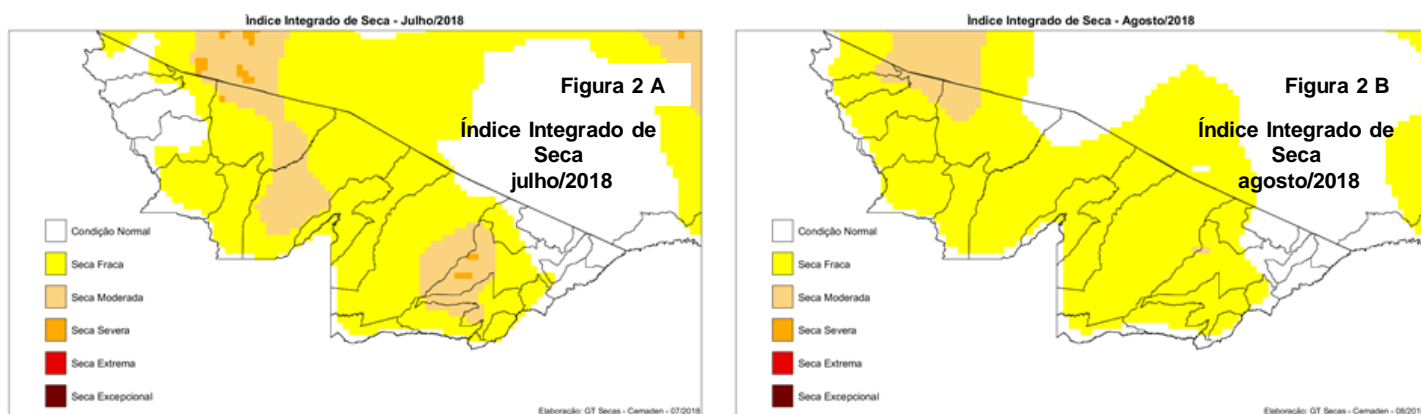 Índice Integrado de Seca - Julho/2018
Figura 2 A
Índice Integrado de
Seca
julho/2018
Condição Normal
Seca Fraca
Seca Moderada
Seca Severa
Seca Extrema
Seca Excepcional
Elaboração: GT Secas - Cemaden - 07/2018
Índice Integrado de Seca - Agosto/2018
Figura 2 B
Índice Integrado de
Seca
agosto/2018
Condição Normal
Seca Fraca
Seca Moderada
Seca Severa
Seca Extrema
Seca Excepcional
Elaboração: GT Secas - Cemaden - 08/201